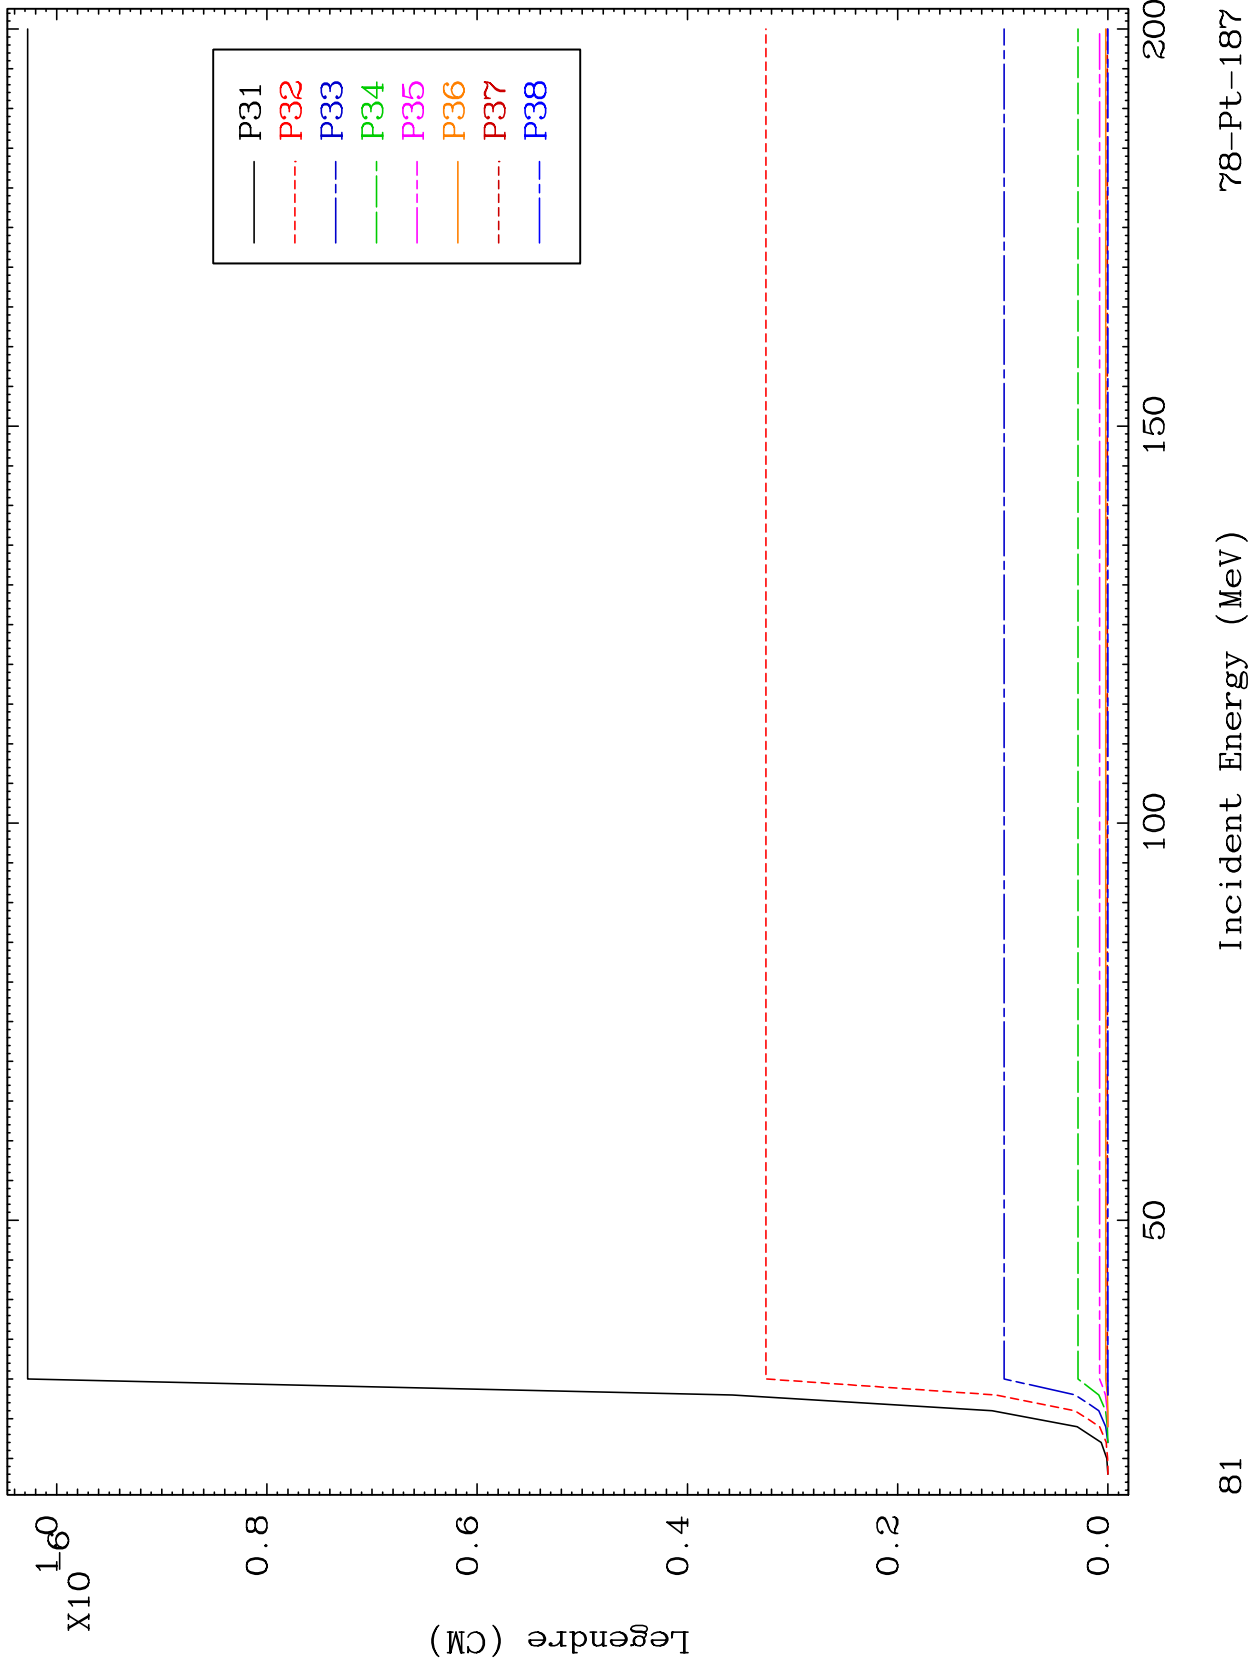 X10
-6
1.0
0.8
0.6
0.4
0.2
0.0
Legendre (CM)
P31
P32
P33
P34
P35
P36
P37
P38
50
100
150
200
Incident Energy (MeV)
81
78-Pt-187